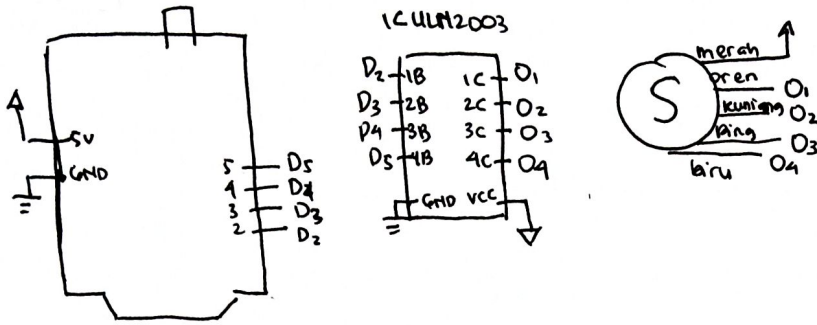 ICULN2003
5V
GND
5 D5
4 D4
3 D3
2 D2
D2 1B 1C O1
D3 2B 2C O2
D4 3B 3C O3
D5 4B 4C O4
GND VCC
S
merah
oren O1
kuning O2
ping O3
biru O4